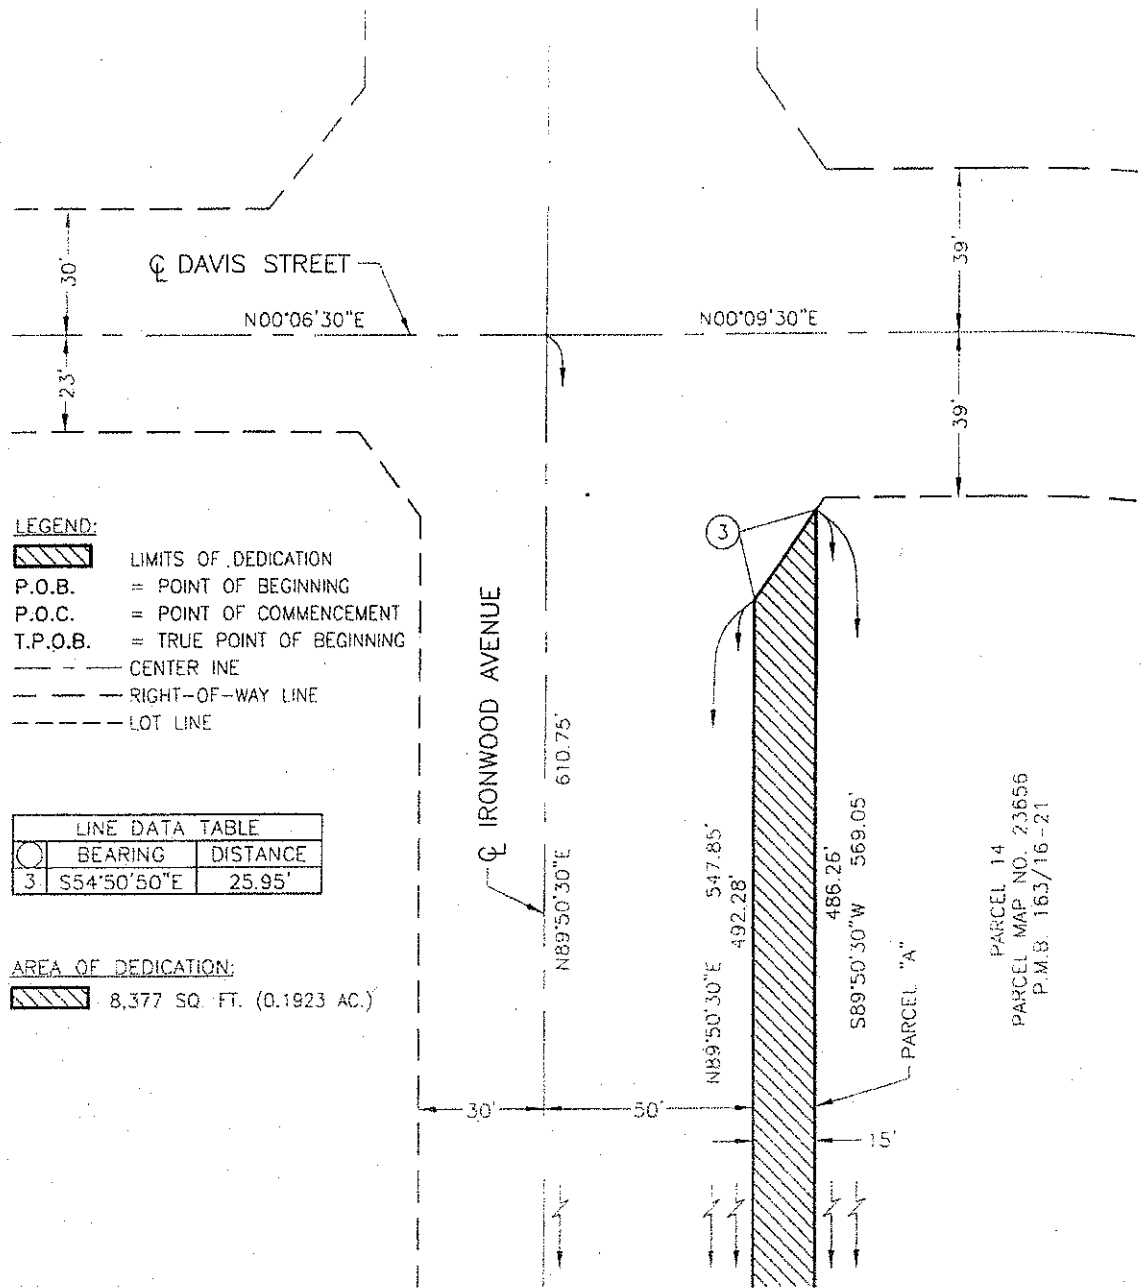 30'
℄ DAVIS STREET
39'
N00°06'30"E
N00°09'30"E
23'
39'
LEGEND:
LIMITS OF DEDICATION
P.O.B. = POINT OF BEGINNING
P.O.C. = POINT OF COMMENCEMENT
T.P.O.B. = TRUE POINT OF BEGINNING
CENTER INE
RIGHT-OF-WAY LINE
LOT LINE
3
℄ IRONWOOD AVENUE
N89°50'30"E 610.75'
LINE DATA TABLE
BEARING DISTANCE
3 S54°50'50"E 25.95'
AREA OF DEDICATION:
8,377 SQ. FT. (0.1923 AC.)
N89°50'30"E 547.85'
492.28'
486.26'
S89°50'30"W 569.05'
PARCEL "A"
PARCEL 14
PARCEL MAP NO. 23656
P.M.B. 163/16-21
30'
50'
15'